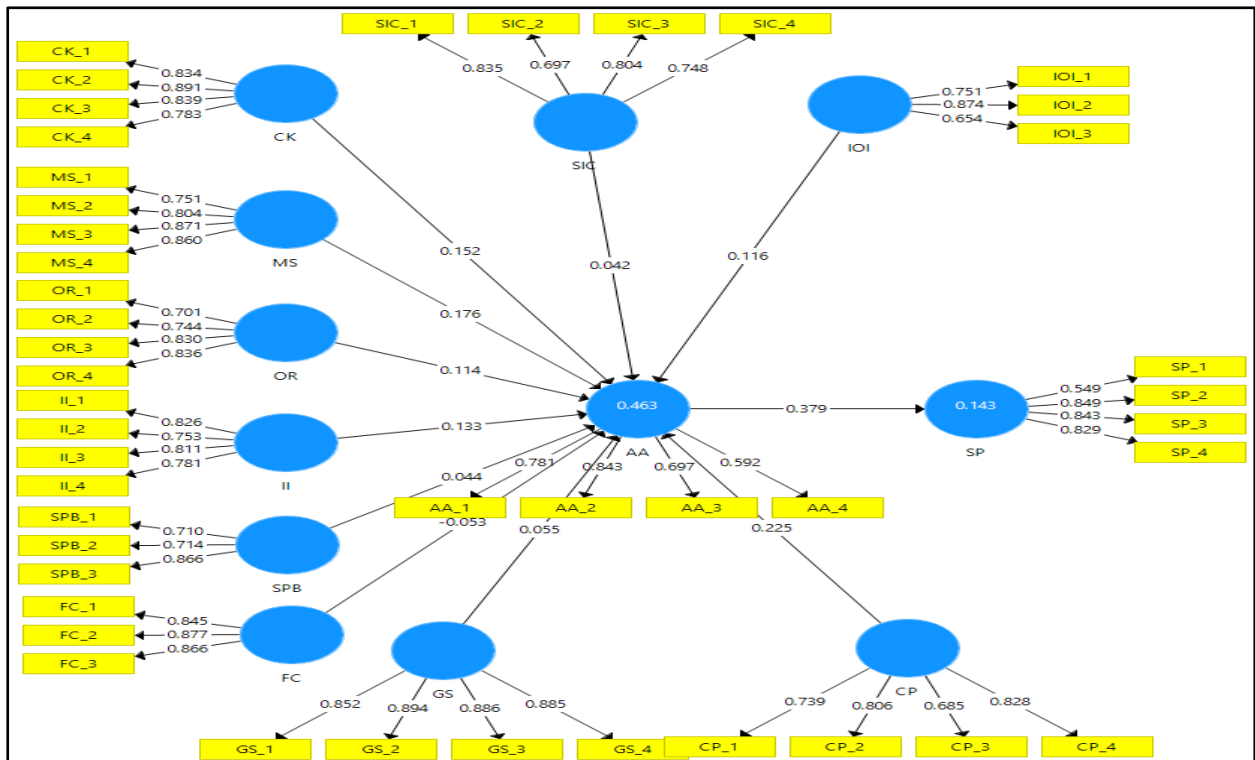 SIC_1
SIC_2
SIC_3
SIC_4
0.835
0.697
0.804
0.748
SIC
CK_1
CK_2
CK_3
CK_4
0.834
0.891
0.839
0.783
CK
IOI_1
IOI_2
IOI_3
0.751
0.874
0.654
IOI
MS_1
MS_2
MS_3
MS_4
0.751
0.804
0.871
0.860
MS
0.152
0.042
0.116
0.176
OR_1
OR_2
OR_3
OR_4
0.701
0.744
0.830
0.836
OR
0.114
II_1
II_2
II_3
II_4
0.826
0.753
0.811
0.781
II
0.133
0.463
AA
0.379
0.143
SP
SP_1
SP_2
SP_3
SP_4
0.549
0.849
0.843
0.829
0.781
0.843
0.697
0.592
AA_1
AA_2
AA_3
AA_4
0.044
-0.053
0.055
0.225
SPB_1
SPB_2
SPB_3
0.710
0.714
0.866
SPB
FC_1
FC_2
FC_3
0.845
0.877
0.866
FC
GS
0.852
0.894
0.886
0.885
GS_1
GS_2
GS_3
GS_4
CP
0.739
0.806
0.685
0.828
CP_1
CP_2
CP_3
CP_4